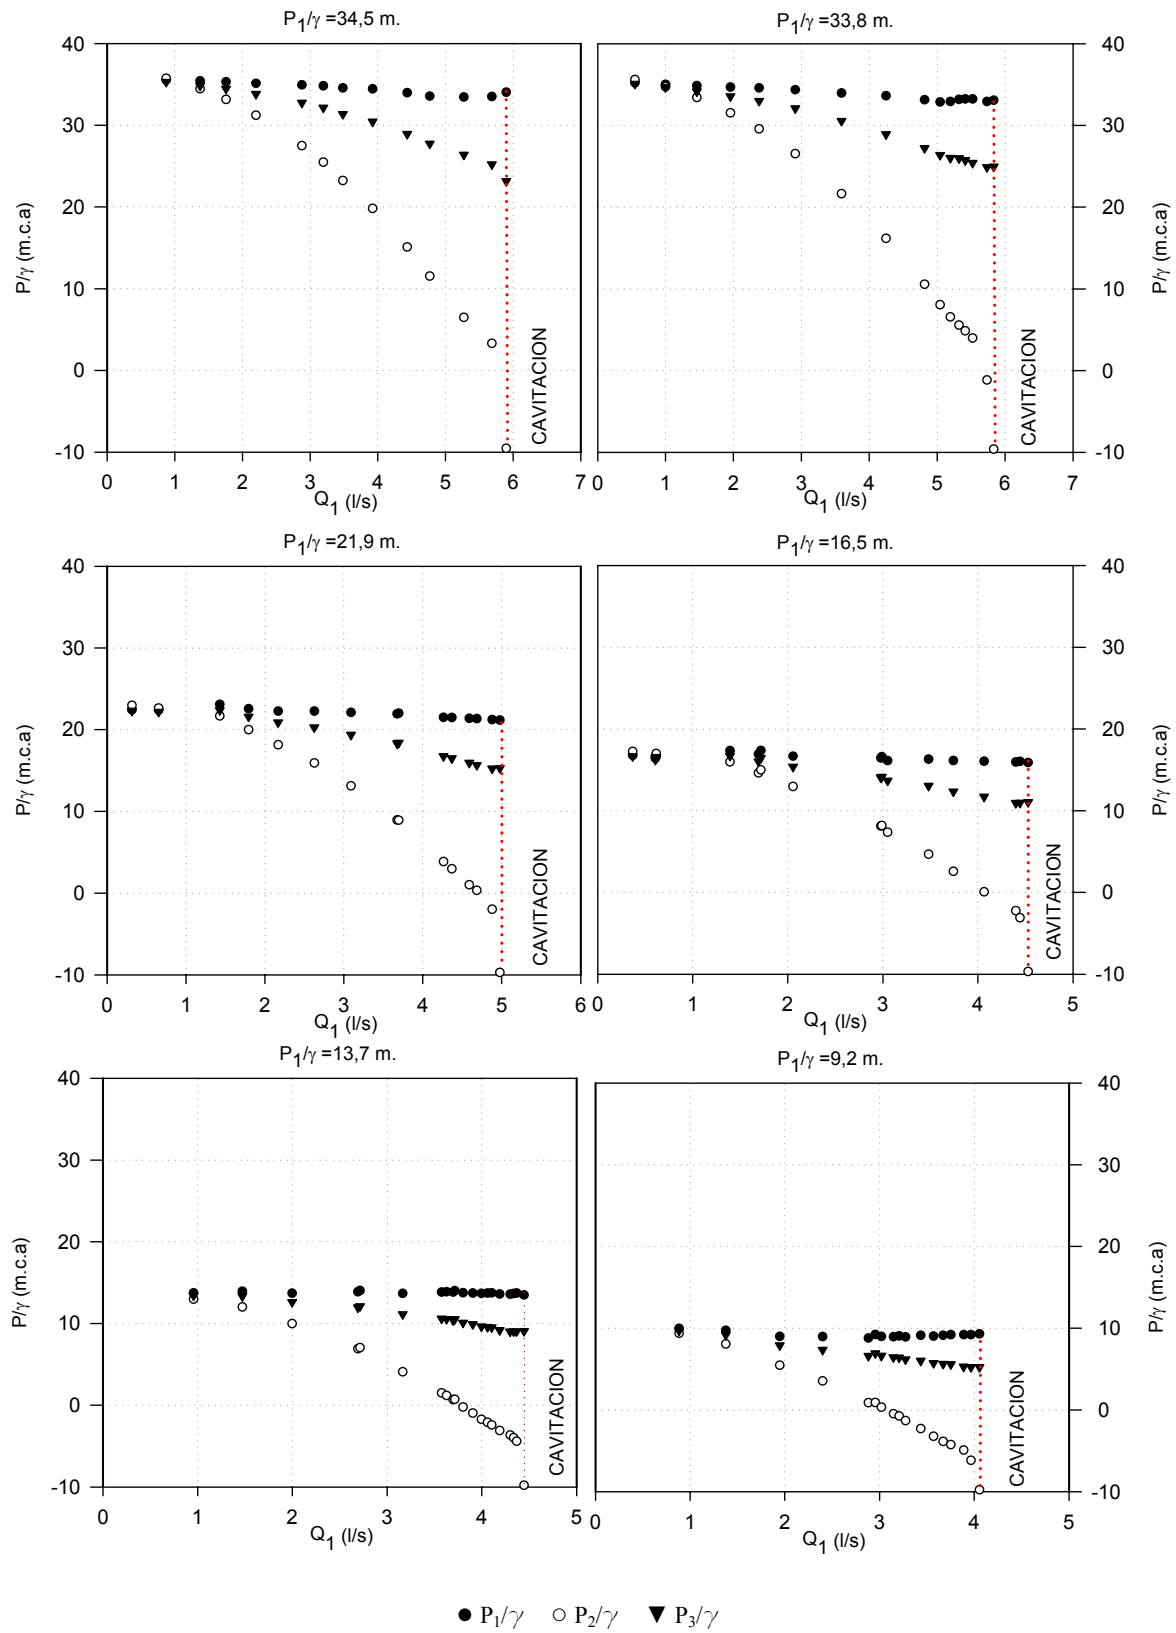 P1/γ =34,5 m.
P1/γ =33,8 m.
40
30
20
10
0
-10
P/γ (m.c.a)
CAVITACION
0 1 2 3 4 5 6 7
Q1 (l/s)
CAVITACION
40
30
20
10
0
-10
P/γ (m.c.a)
0 1 2 3 4 5 6 7
Q1 (l/s)
P1/γ =21,9 m.
P1/γ =16,5 m.
40
30
20
10
0
-10
P/γ (m.c.a)
CAVITACION
0 1 2 3 4 5 6
Q1 (l/s)
CAVITACION
40
30
20
10
0
-10
P/γ (m.c.a)
0 1 2 3 4 5
Q1 (l/s)
P1/γ =13,7 m.
P1/γ =9,2 m.
40
30
20
10
0
-10
P/γ (m.c.a)
CAVITACION
0 1 2 3 4 5
Q1 (l/s)
CAVITACION
40
30
20
10
0
-10
P/γ (m.c.a)
0 1 2 3 4 5
Q1 (l/s)
P1/γ P2/γ P3/γ